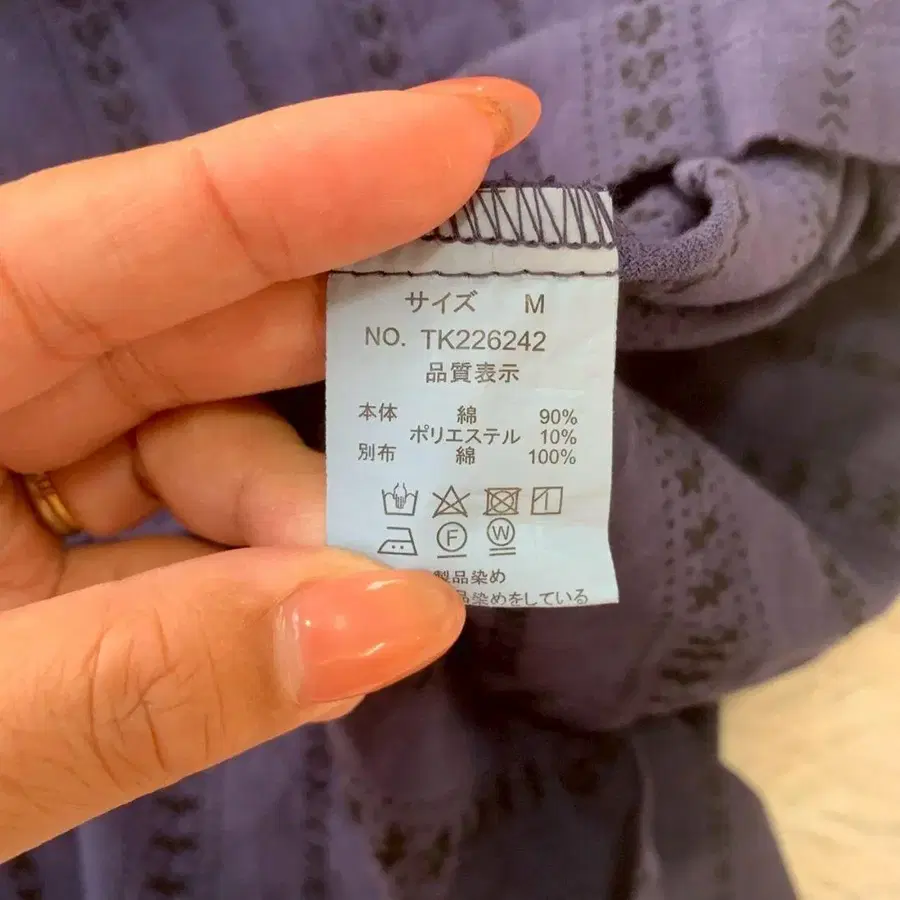 サイズ M
NO. TK226242
品質表示
本体 綿 90%
ポリエステル 10%
別布 綿 100%
F W
製品染め
品染めをしている